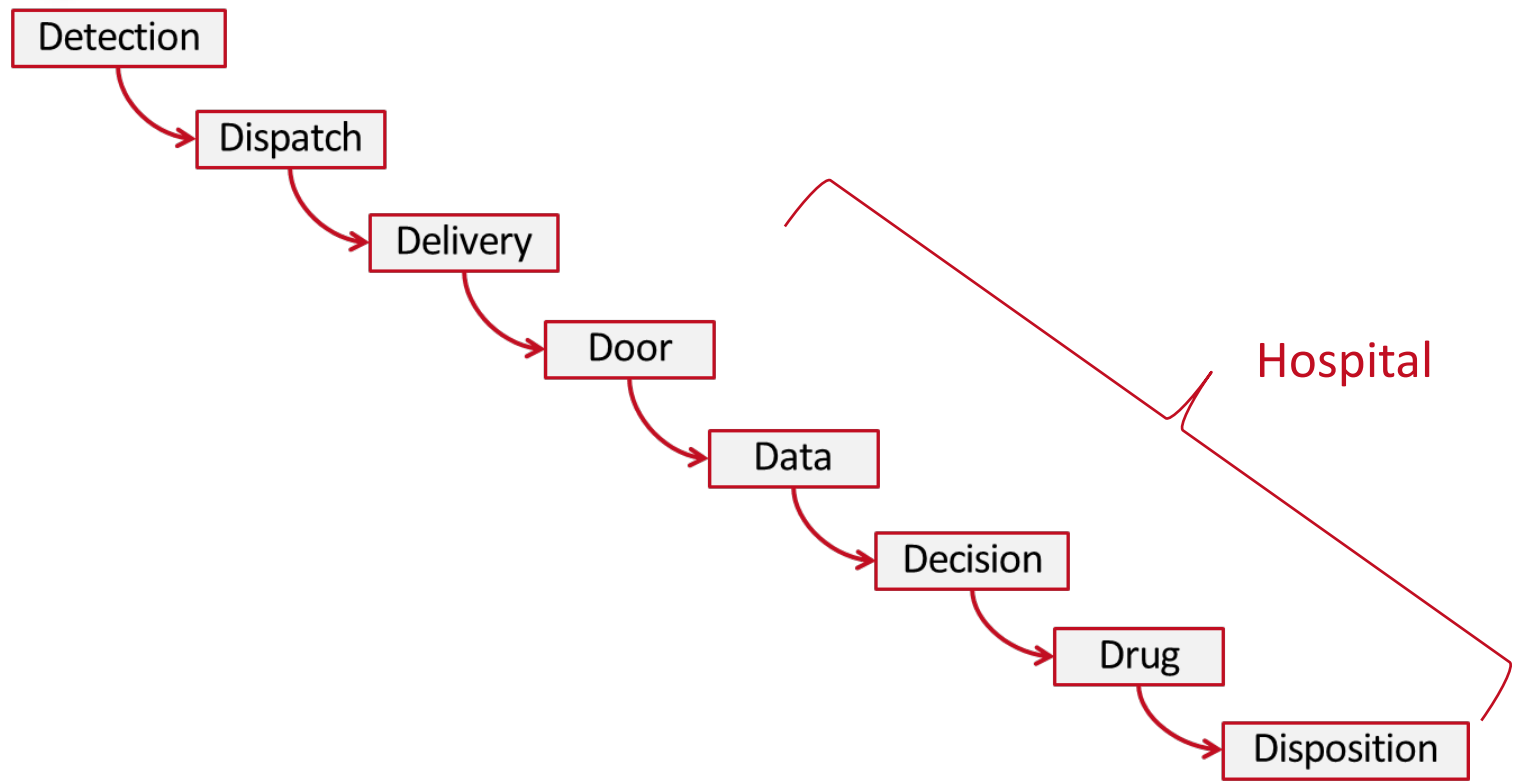 Detection
Dispatch
Delivery
Door
Hospital
Data
Decision
Drug
Disposition